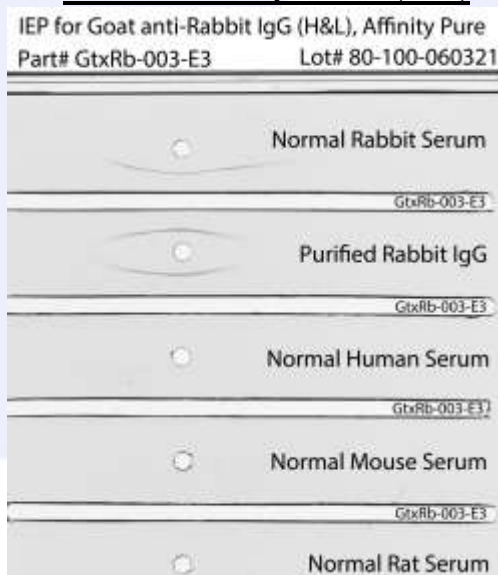 IEP for Goat anti-Rabbit IgG (H&L), Affinity Pure
Part# GtxRb-003-E3 Lot# 80-100-060321
Normal Rabbit Serum
GtxRb-003-E3
Purified Rabbit IgG
GtxRb-003-E3
Normal Human Serum
GtxRb-003-E3
Normal Mouse Serum
GtxRb-003-E3
Normal Rat Serum